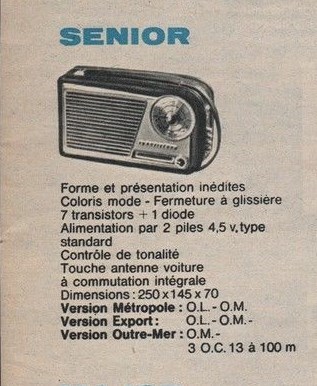 SENIOR
Forme et présentation inédites
Coloris mode - Fermeture à glissière
7 transistors + 1 diode
Alimentation par 2 piles 4,5 v, type
standard
Contrôle de tonalité
Touche antenne voiture
à commutation intégrale
Dimensions : 250 x 145 x 70
Version Métropole : O.L. - O.M.
Version Export : O.L. - O.M. -
Version Outre-Mer : O.M. -
3 O.C. 13 à 100 m